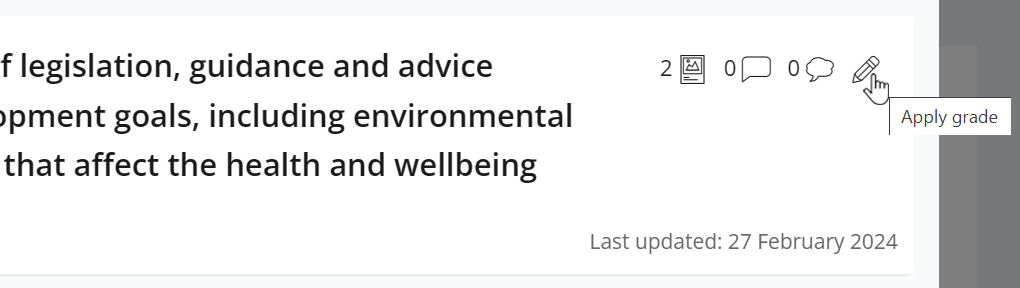 f legislation, guidance and advice
2 0 0
opment goals, including environmental
Apply grade
that affect the health and wellbeing
Last updated: 27 February 2024